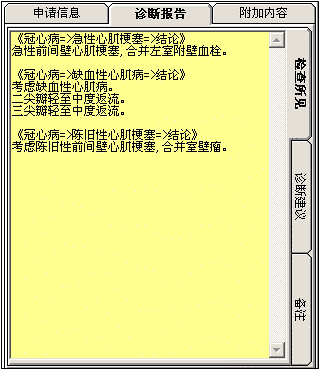 申请信息
诊断报告
附加内容
《冠心病=>急性心肌梗塞=>结论》
急性前间壁心肌梗塞,合并左室附壁血栓。
《冠心病=>缺血性心肌病=>结论》
考虑缺血性心肌病。
二尖瓣轻至中度返流。
三尖瓣轻至中度返流。
《冠心病=>陈旧性心肌梗塞=>结论》
考虑陈旧性前间壁心肌梗塞,合并室壁瘤。
检查所见
诊断建议
备注